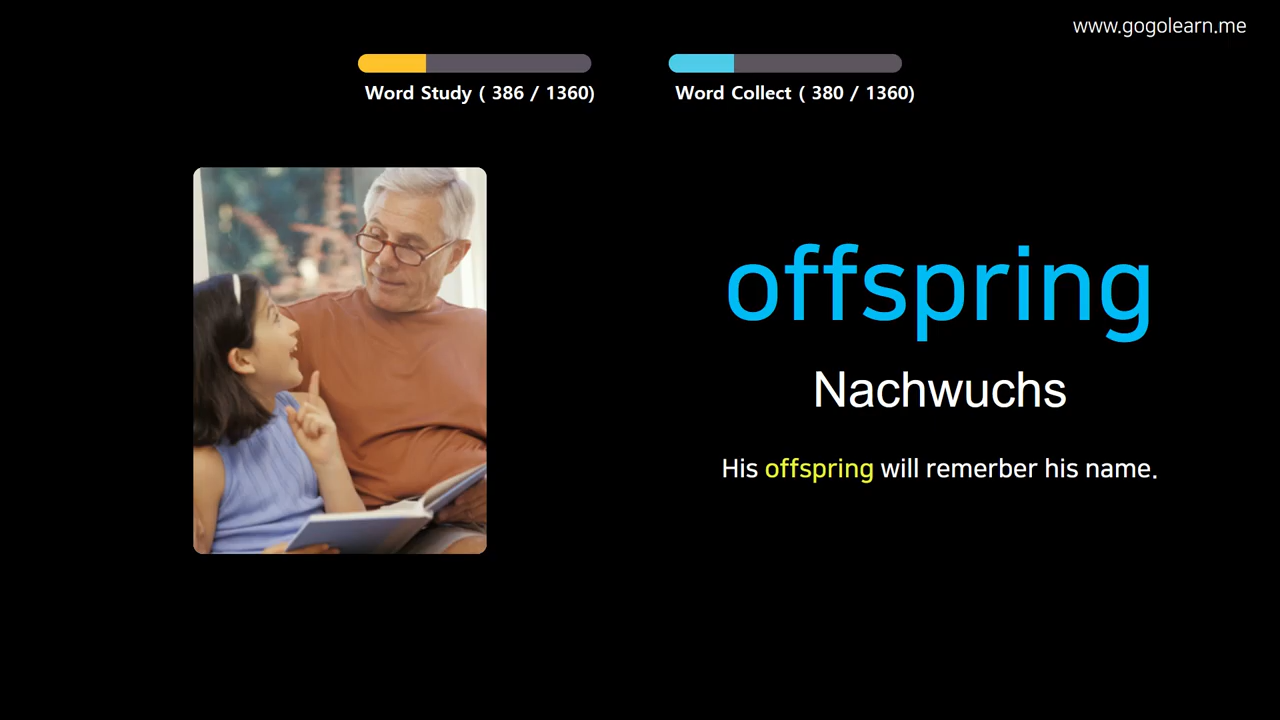 www.gogolearn.me
Word Study ( 386 / 1360)
Word Collect ( 380 / 1360)
offspring
Nachwuchs
His offspring will remerber his name.